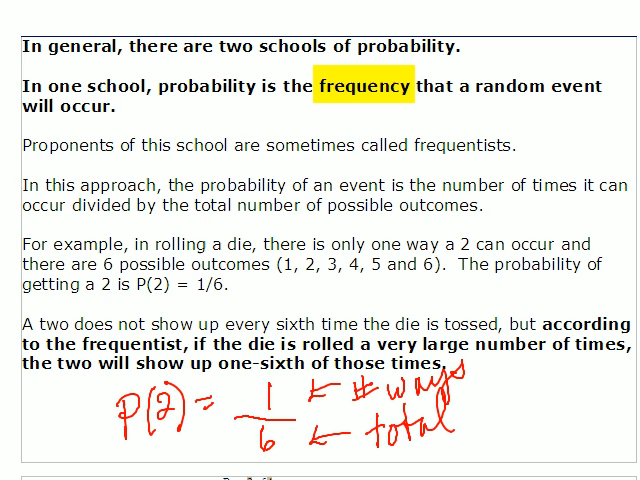 In general, there are two schools of probability.
In one school, probability is the frequency that a random event
will occur.
Proponents of this school are sometimes called frequentists.
In this approach, the probability of an event is the number of times it can
occur divided by the total number of possible outcomes.
For example, in rolling a die, there is only one way a 2 can occur and
there are 6 possible outcomes (1, 2, 3, 4, 5 and 6).  The probability of
getting a 2 is P(2) = 1/6.
A two does not show up every sixth time the die is tossed, but according
to the frequentist, if the die is rolled a very large number of times,
the two will show up one-sixth of those times.
P(2) = 1 ← # ways
6 ← total